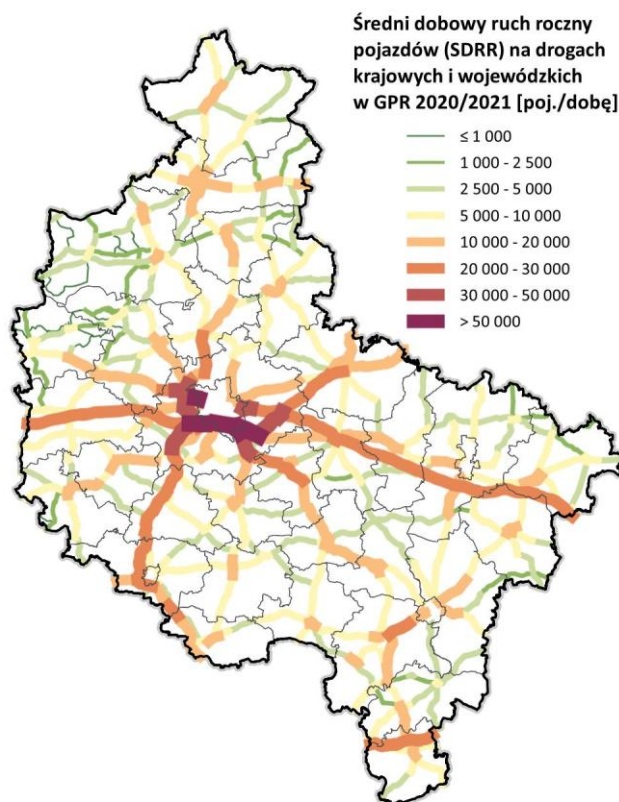 Średni dobowy ruch roczny
pojazdów (SDRR) na drogach
krajowych i wojewódzkich
w GPR 2020/2021 [poj./dobę]
≤ 1 000
1 000 - 2 500
2 500 - 5 000
5 000 - 10 000
10 000 - 20 000
20 000 - 30 000
30 000 - 50 000
> 50 000